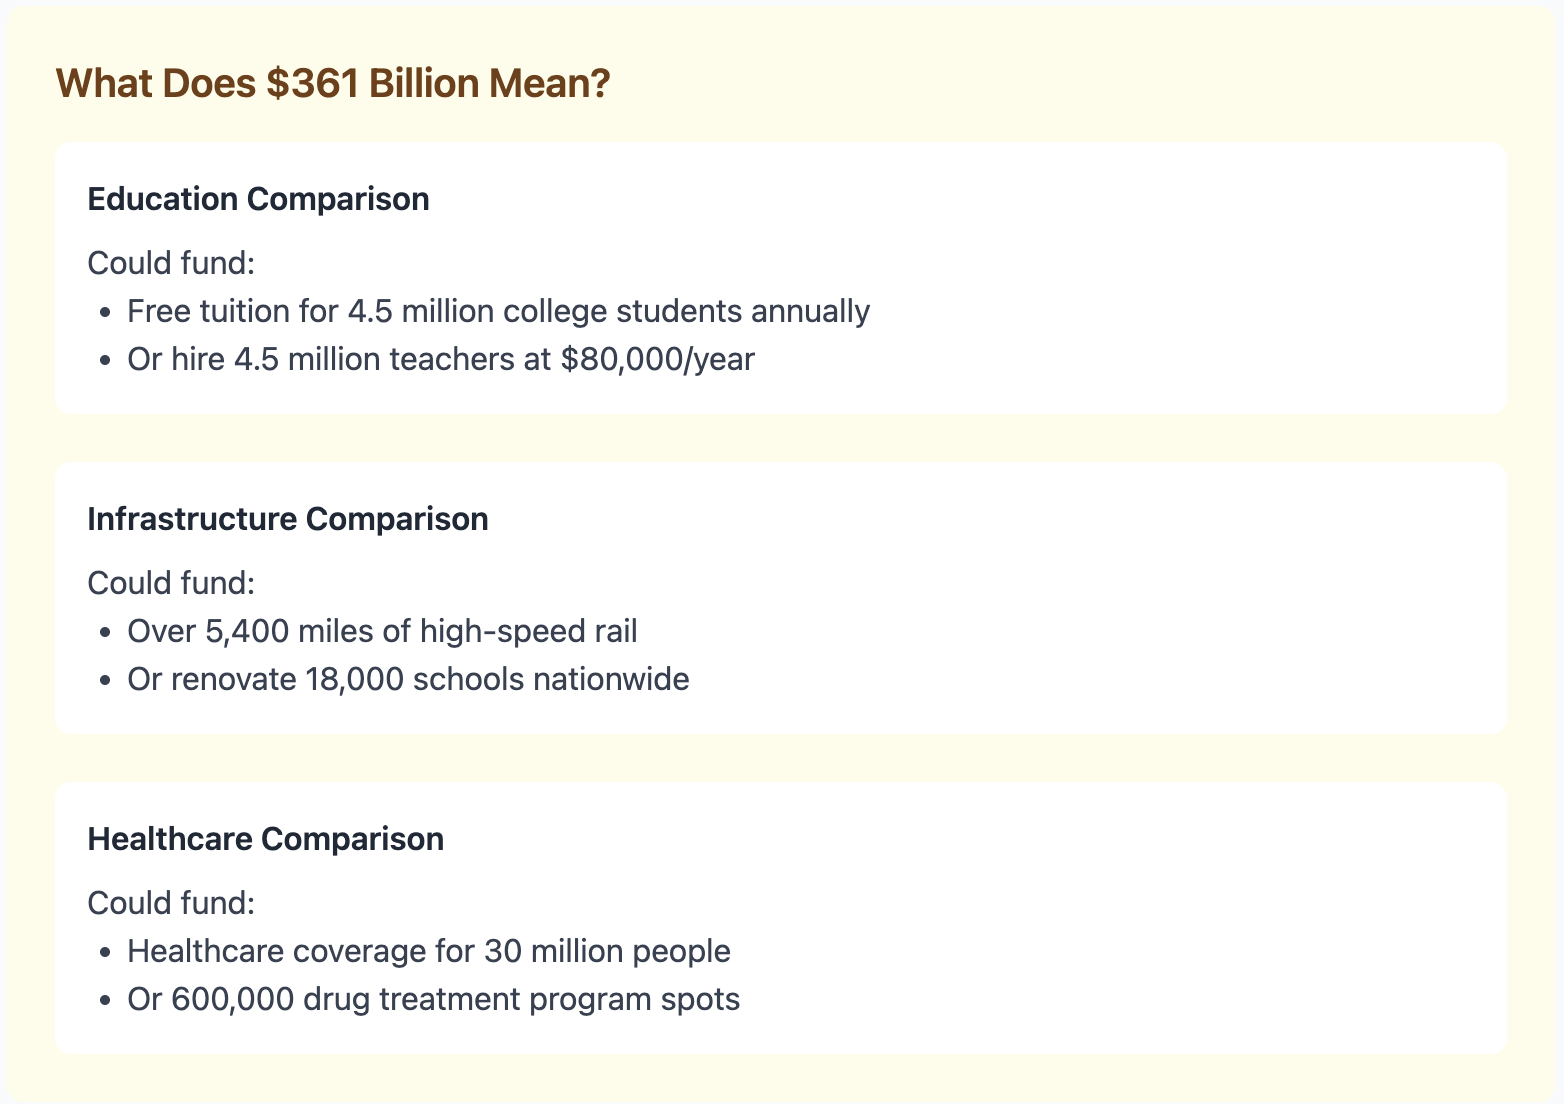 What Does $361 Billion Mean?
Education Comparison
Could fund:
• Free tuition for 4.5 million college students annually
• Or hire 4.5 million teachers at $80,000/year
Infrastructure Comparison
Could fund:
• Over 5,400 miles of high-speed rail
• Or renovate 18,000 schools nationwide
Healthcare Comparison
Could fund:
• Healthcare coverage for 30 million people
• Or 600,000 drug treatment program spots